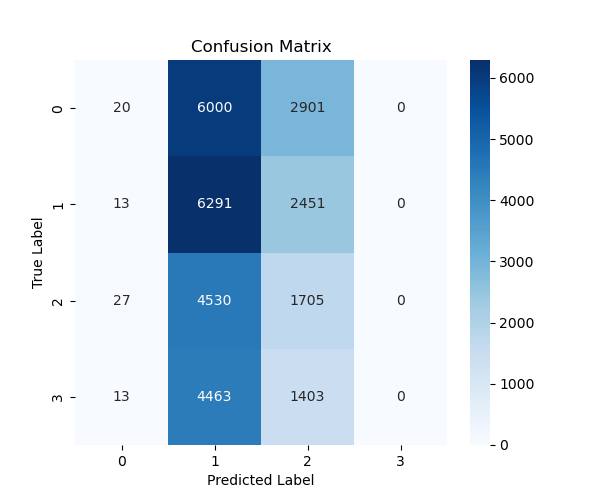 Confusion Matrix
0 20 6000 2901 0
1 13 6291 2451 0
2 27 4530 1705 0
3 13 4463 1403 0
0 1 2 3
True Label
Predicted Label
6000
5000
4000
3000
2000
1000
0